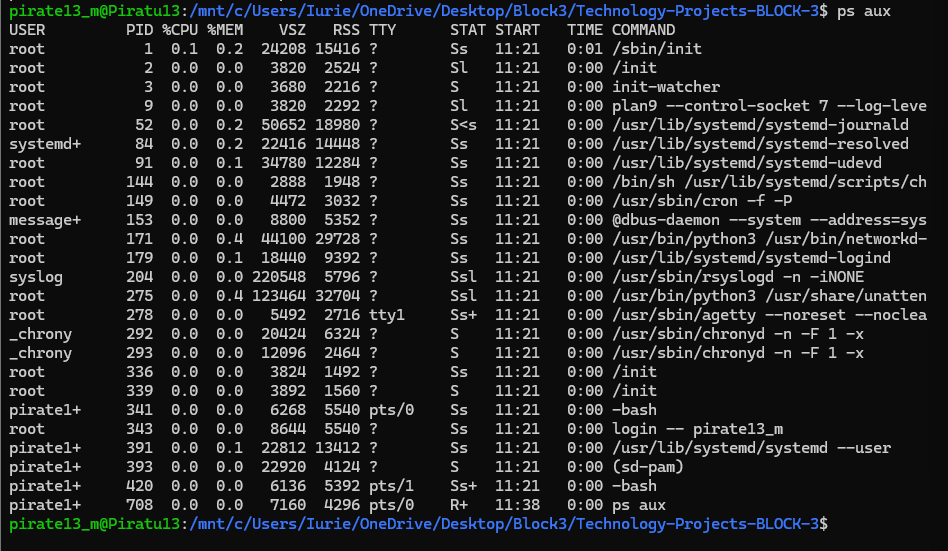 pirate13_m@Piratu13:/mnt/c/Users/Iurie/OneDrive/Desktop/Block3/Technology-Projects-BLOCK-3$ ps aux
USER         PID %CPU %MEM    VSZ   RSS TTY      STAT START   TIME COMMAND
root           1  0.1  0.2  24208 15416 ?        Ss   11:21   0:01 /sbin/init
root           2  0.0  0.0   3820  2524 ?        Sl   11:21   0:00 /init
root           3  0.0  0.0   3680  2216 ?        S    11:21   0:00 init-watcher
root           9  0.0  0.0   3820  2292 ?        Sl   11:21   0:00 plan9 --control-socket 7 --log-leve
root          52  0.0  0.2  50652 18980 ?        S<s  11:21   0:00 /usr/lib/systemd/systemd-journald
systemd+      84  0.0  0.2  22416 14448 ?        Ss   11:21   0:00 /usr/lib/systemd/systemd-resolved
root          91  0.0  0.1  34780 12284 ?        Ss   11:21   0:00 /usr/lib/systemd/systemd-udevd
root         144  0.0  0.0   2888  1948 ?        Ss   11:21   0:00 /bin/sh /usr/lib/systemd/scripts/ch
root         149  0.0  0.0   4472  3032 ?        Ss   11:21   0:00 /usr/sbin/cron -f -P
message+     153  0.0  0.0   8800  5352 ?        Ss   11:21   0:00 @dbus-daemon --system --address=sys
root         171  0.0  0.4  44100 29728 ?        Ss   11:21   0:00 /usr/bin/python3 /usr/bin/networkd-
root         179  0.0  0.1  18440  9392 ?        Ss   11:21   0:00 /usr/lib/systemd/systemd-logind
syslog       204  0.0  0.0 220548  5796 ?        Ssl  11:21   0:00 /usr/sbin/rsyslogd -n -iNONE
root         275  0.0  0.4 123464 32704 ?        Ssl  11:21   0:00 /usr/bin/python3 /usr/share/unatten
root         278  0.0  0.0   5492  2716 tty1     Ss+  11:21   0:00 /usr/sbin/agetty --noreset --noclea
_chrony      292  0.0  0.0  20424  6324 ?        S    11:21   0:00 /usr/sbin/chronyd -n -F 1 -x
_chrony      293  0.0  0.0  12096  2464 ?        S    11:21   0:00 /usr/sbin/chronyd -n -F 1 -x
root         336  0.0  0.0   3824  1492 ?        Ss   11:21   0:00 /init
root         339  0.0  0.0   3892  1560 ?        S    11:21   0:00 /init
pirate1+     341  0.0  0.0   6268  5540 pts/0    Ss   11:21   0:00 -bash
root         343  0.0  0.0   8644  5540 ?        Ss   11:21   0:00 login -- pirate13_m
pirate1+     391  0.0  0.1  22812 13412 ?        Ss   11:21   0:00 /usr/lib/systemd/systemd --user
pirate1+     393  0.0  0.0  22920  4124 ?        S    11:21   0:00 (sd-pam)
pirate1+     420  0.0  0.0   6136  5392 pts/1    Ss+  11:21   0:00 -bash
pirate1+     708  0.0  0.0   7160  4296 pts/0    R+   11:38   0:00 ps aux
pirate13_m@Piratu13:/mnt/c/Users/Iurie/OneDrive/Desktop/Block3/Technology-Projects-BLOCK-3$